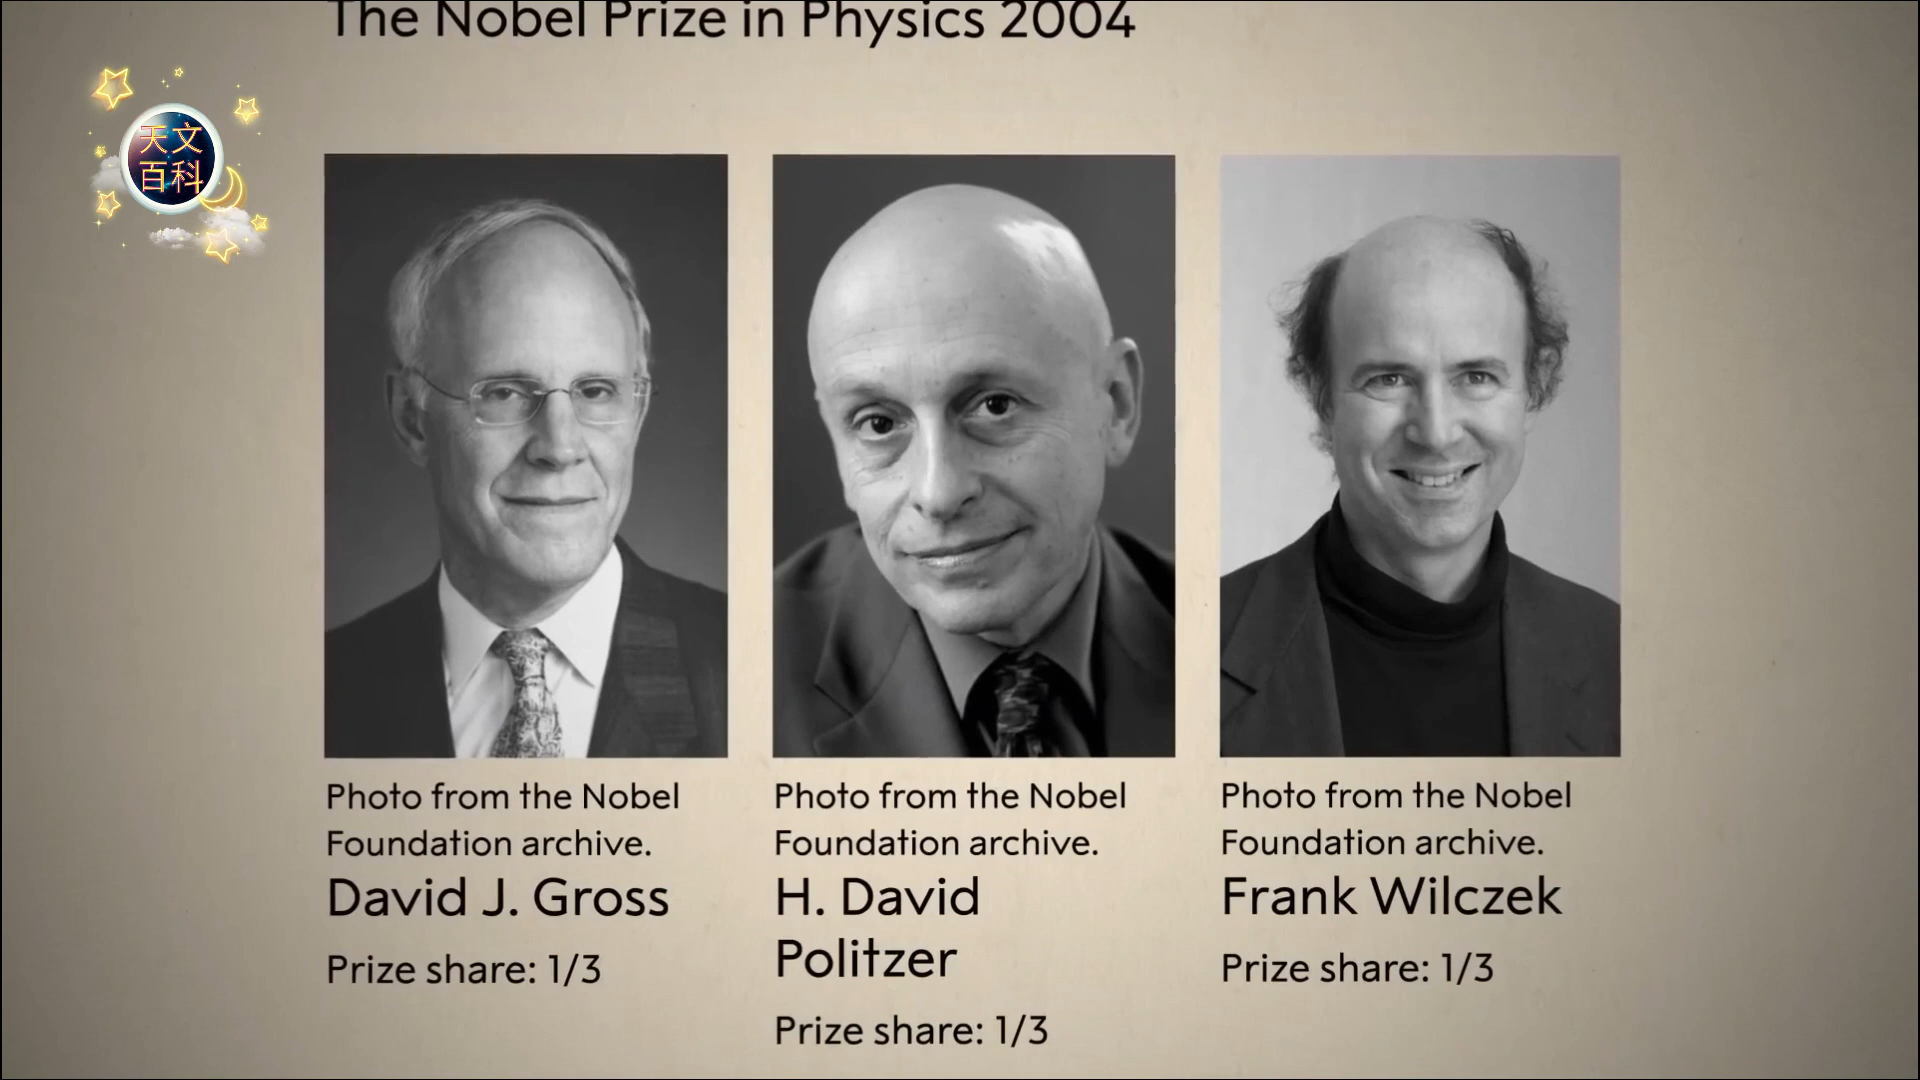 The Nobel Prize in Physics 2004
天文
百科
Photo from the Nobel
Foundation archive.
David J. Gross
Prize share: 1/3
Photo from the Nobel
Foundation archive.
H. David
Politzer
Prize share: 1/3
Photo from the Nobel
Foundation archive.
Frank Wilczek
Prize share: 1/3